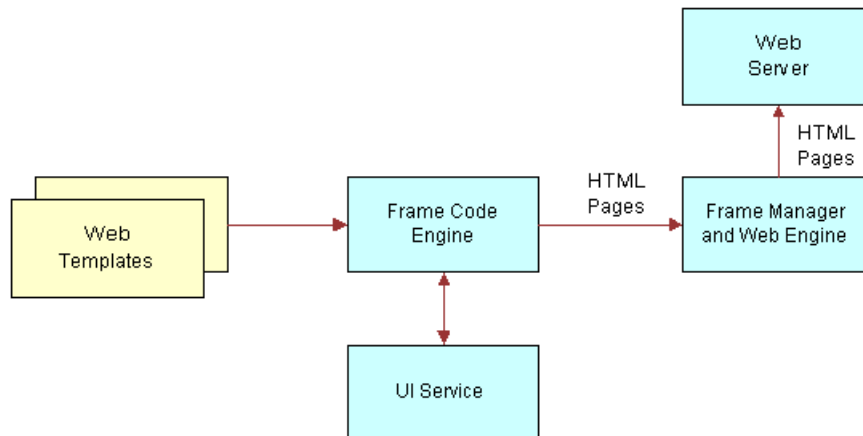 Web
Server
HTML
Pages
Web
Templates
Frame Code
Engine
HTML
Pages
Frame Manager
and Web Engine
UI Service